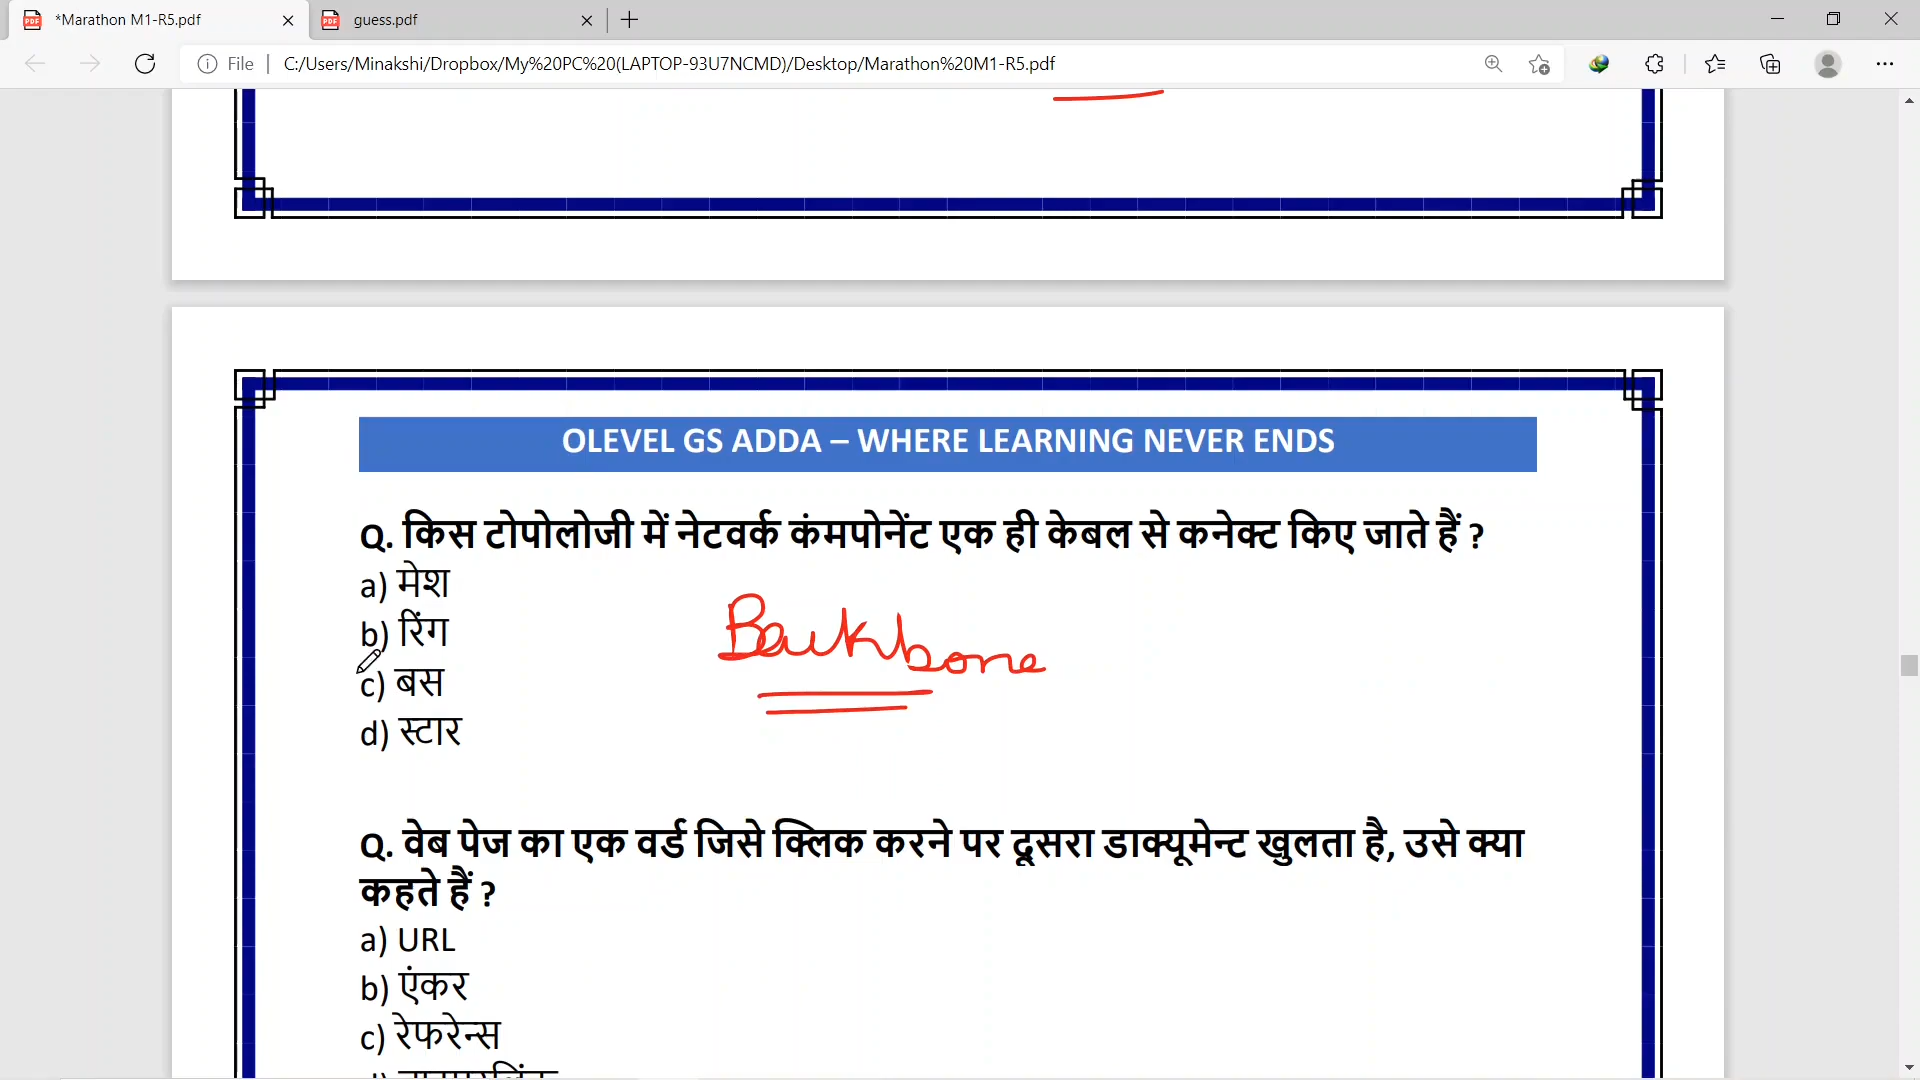 *Marathon M1-R5.pdf
guess.pdf
File
C:/Users/Minakshi/Dropbox/My%20PC%20(LAPTOP-93U7NCMD)/Desktop/Marathon%20M1-R5.pdf
OLEVEL GS ADDA – WHERE LEARNING NEVER ENDS
Q. किस टोपोलोजी में नेटवर्क कंमपोनेंट एक ही केबल से कनेक्ट किए जाते हैं ?
a) मेश
b) रिंग
Backbone
c) बस
d) स्टार
Q. वेब पेज का एक वर्ड जिसे क्लिक करने पर दूसरा डाक्यूमेन्ट खुलता है, उसे क्या
कहते हैं ?
a) URL
b) एंकर
c) रेफरेन्स